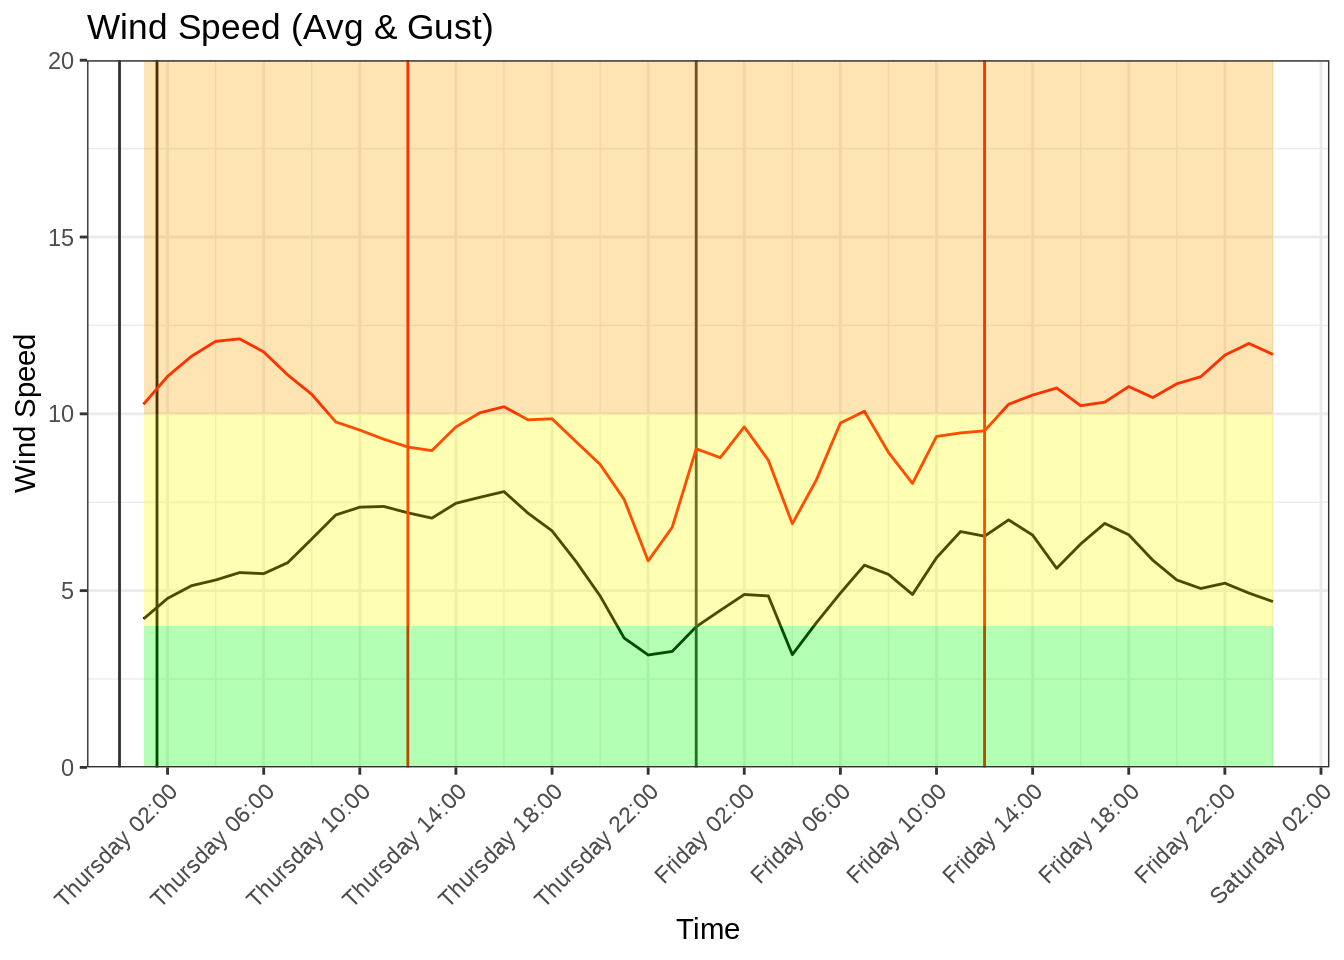 Wind Speed (Avg & Gust)
20
15
10
5
0
Wind Speed
Thursday 02:00
Thursday 06:00
Thursday 10:00
Thursday 14:00
Thursday 18:00
Thursday 22:00
Friday 02:00
Friday 06:00
Friday 10:00
Friday 14:00
Friday 18:00
Friday 22:00
Saturday 02:00
Time